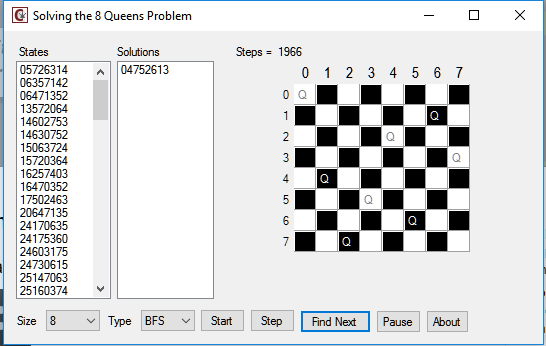 Solving the 8 Queens Problem
States Solutions Steps = 1966
05726314
06357142
06471352
13572064
14602753
14630752
15063724
15720364
16257403
16470352
17502463
20647135
24170635
24175360
24603175
24730615
25147063
25160374
04752613
0 1 2 3 4 5 6 7
0 Q
1 Q
2 Q
3 Q
4 Q
5 Q
6 Q
7 Q
Size 8 Type BFS Start Step Find Next Pause About